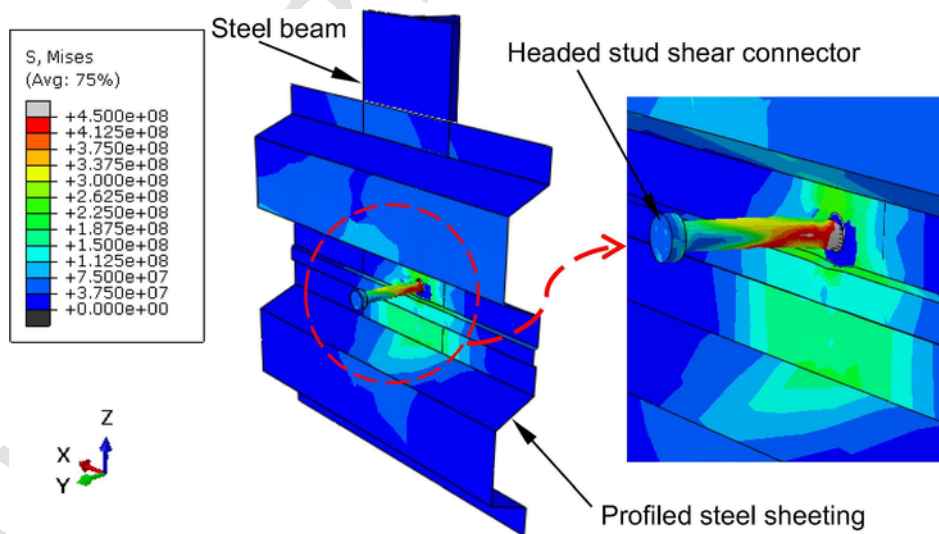 Steel beam
Headed stud shear connector
S, Mises
(Avg: 75%)
+4.500e+08
+4.125e+08
+3.750e+08
+3.375e+08
+3.000e+08
+2.625e+08
+2.250e+08
+1.875e+08
+1.500e+08
+1.125e+08
+7.500e+07
+3.750e+07
+0.000e+00
Z
X
Y
Profiled steel sheeting